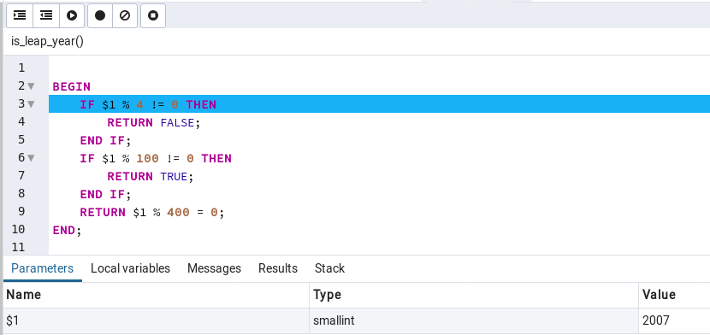 is_leap_year()
1
2 BEGIN
3 IF $1 % 4 != 0 THEN
4 RETURN FALSE;
5 END IF;
6 IF $1 % 100 != 0 THEN
7 RETURN TRUE;
8 END IF;
9 RETURN $1 % 400 = 0;
10 END;
11
Parameters Local variables Messages Results Stack
Name Type Value
$1 smallint 2007